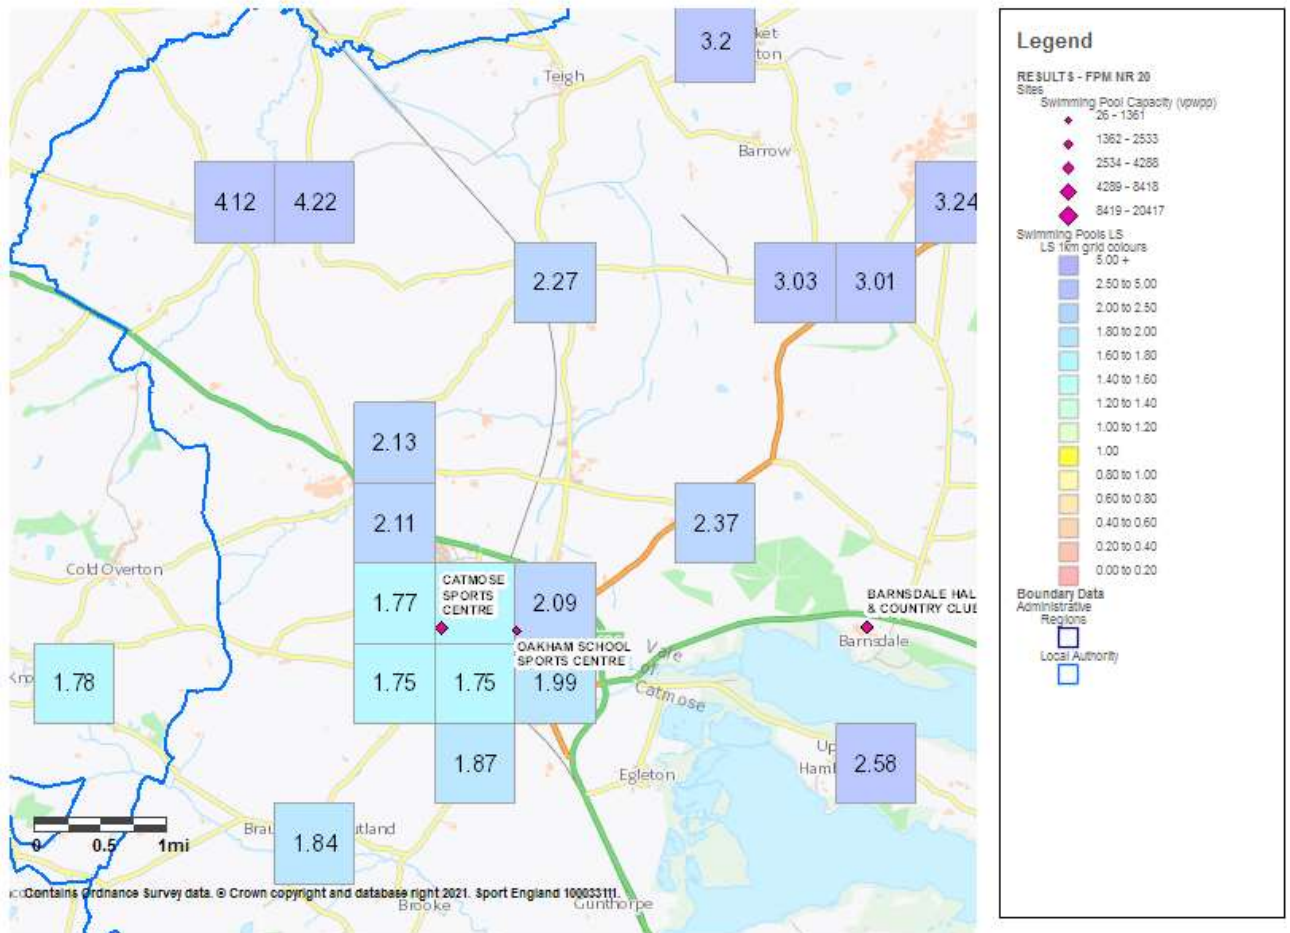 3.2
ket
ton
Teigh
Barrow
4.12
4.22
3.24
2.27
3.03
3.01
2.13
2.11
2.37
Cold Overton
1.77
CATMOSE
SPORTS
CENTRE
2.09
BARNSDALE HAL
& COUNTRY CLUB
OAKHAM SCHOOL
SPORTS CENTRE
Barnsdale
Vale
of
Catmose
Kno
1.78
1.75
1.75
1.99
1.87
Egleton
Up
Haml
2.58
0 0.5 1mi
Brau
utland
1.84
Contains Ordnance Survey data. © Crown copyright and database right 2021. Sport England 100033111.
Brooke
Gunthorpe
Legend
RESULTS - FPM NR 20
Sites
Swimming Pool Capacity (vpwpp)
26 - 1361
1362 - 2533
2534 - 4288
4289 - 8418
8419 - 20417
Swimming Pools LS
LS 1km grid colours
5.00 +
2.50 to 5.00
2.00 to 2.50
1.80 to 2.00
1.60 to 1.80
1.40 to 1.60
1.20 to 1.40
1.00 to 1.20
1.00
0.80 to 1.00
0.60 to 0.80
0.40 to 0.60
0.20 to 0.40
0.00 to 0.20
Boundary Data
Administrative
Regions
Local Authority